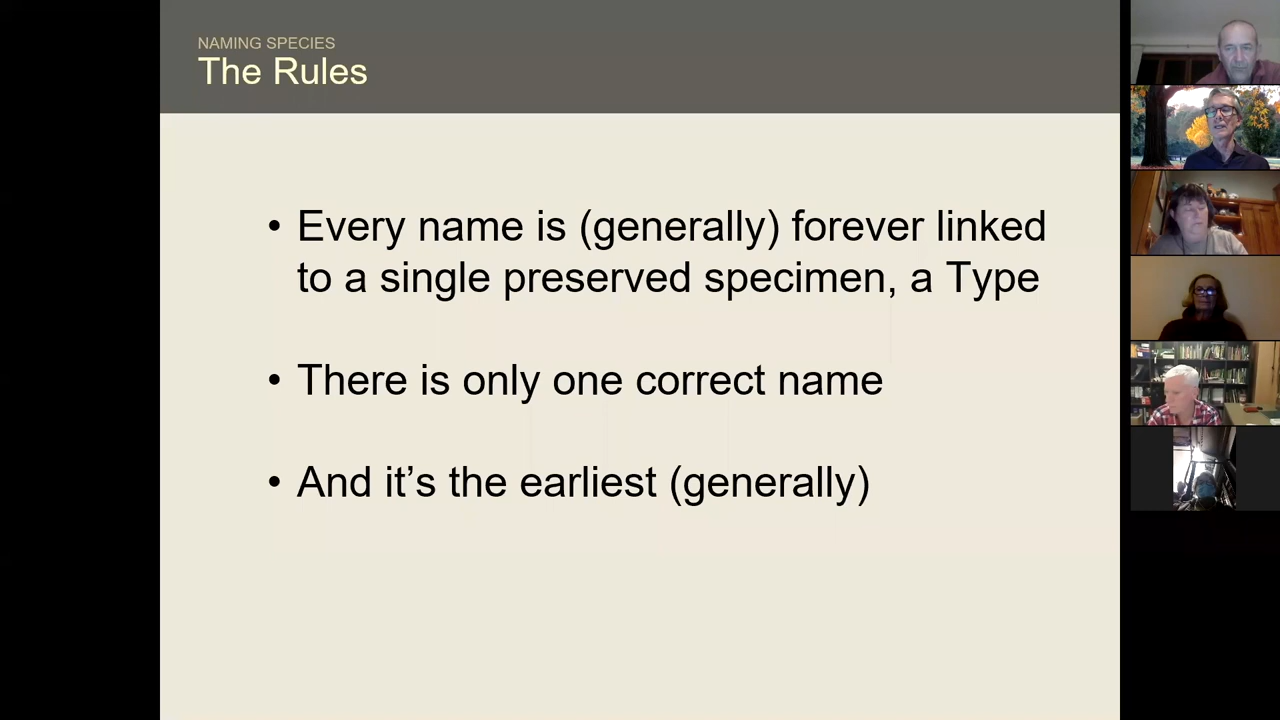 NAMING SPECIES
The Rules
• Every name is (generally) forever linked
to a single preserved specimen, a Type
• There is only one correct name
• And it’s the earliest (generally)